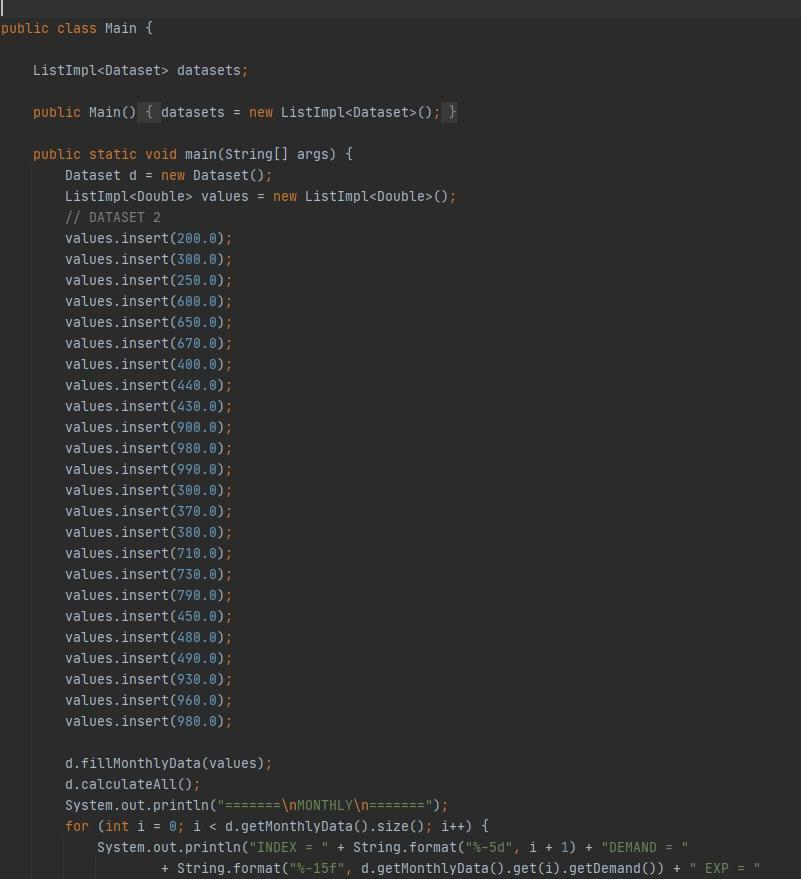 public class Main {
ListImpl<Dataset> datasets;
public Main() { datasets = new ListImpl<Dataset>(); }
public static void main(String[] args) {
Dataset d = new Dataset();
ListImpl<Double> values = new ListImpl<Double>();
// DATASET 2
values.insert(200.0);
values.insert(300.0);
values.insert(250.0);
values.insert(600.0);
values.insert(650.0);
values.insert(670.0);
values.insert(400.0);
values.insert(440.0);
values.insert(430.0);
values.insert(900.0);
values.insert(980.0);
values.insert(990.0);
values.insert(300.0);
values.insert(370.0);
values.insert(380.0);
values.insert(710.0);
values.insert(730.0);
values.insert(790.0);
values.insert(450.0);
values.insert(480.0);
values.insert(490.0);
values.insert(930.0);
values.insert(960.0);
values.insert(980.0);
d.fillMonthlyData(values);
d.calculateAll();
System.out.println("=======\nMONTHLY\n=======");
for (int i = 0; i < d.getMonthlyData().size(); i++) {
System.out.println("INDEX = " + String.format("%-5d", i + 1) + "DEMAND = "
+ String.format("%-15f", d.getMonthlyData().get(i).getDemand()) + " EXP = "